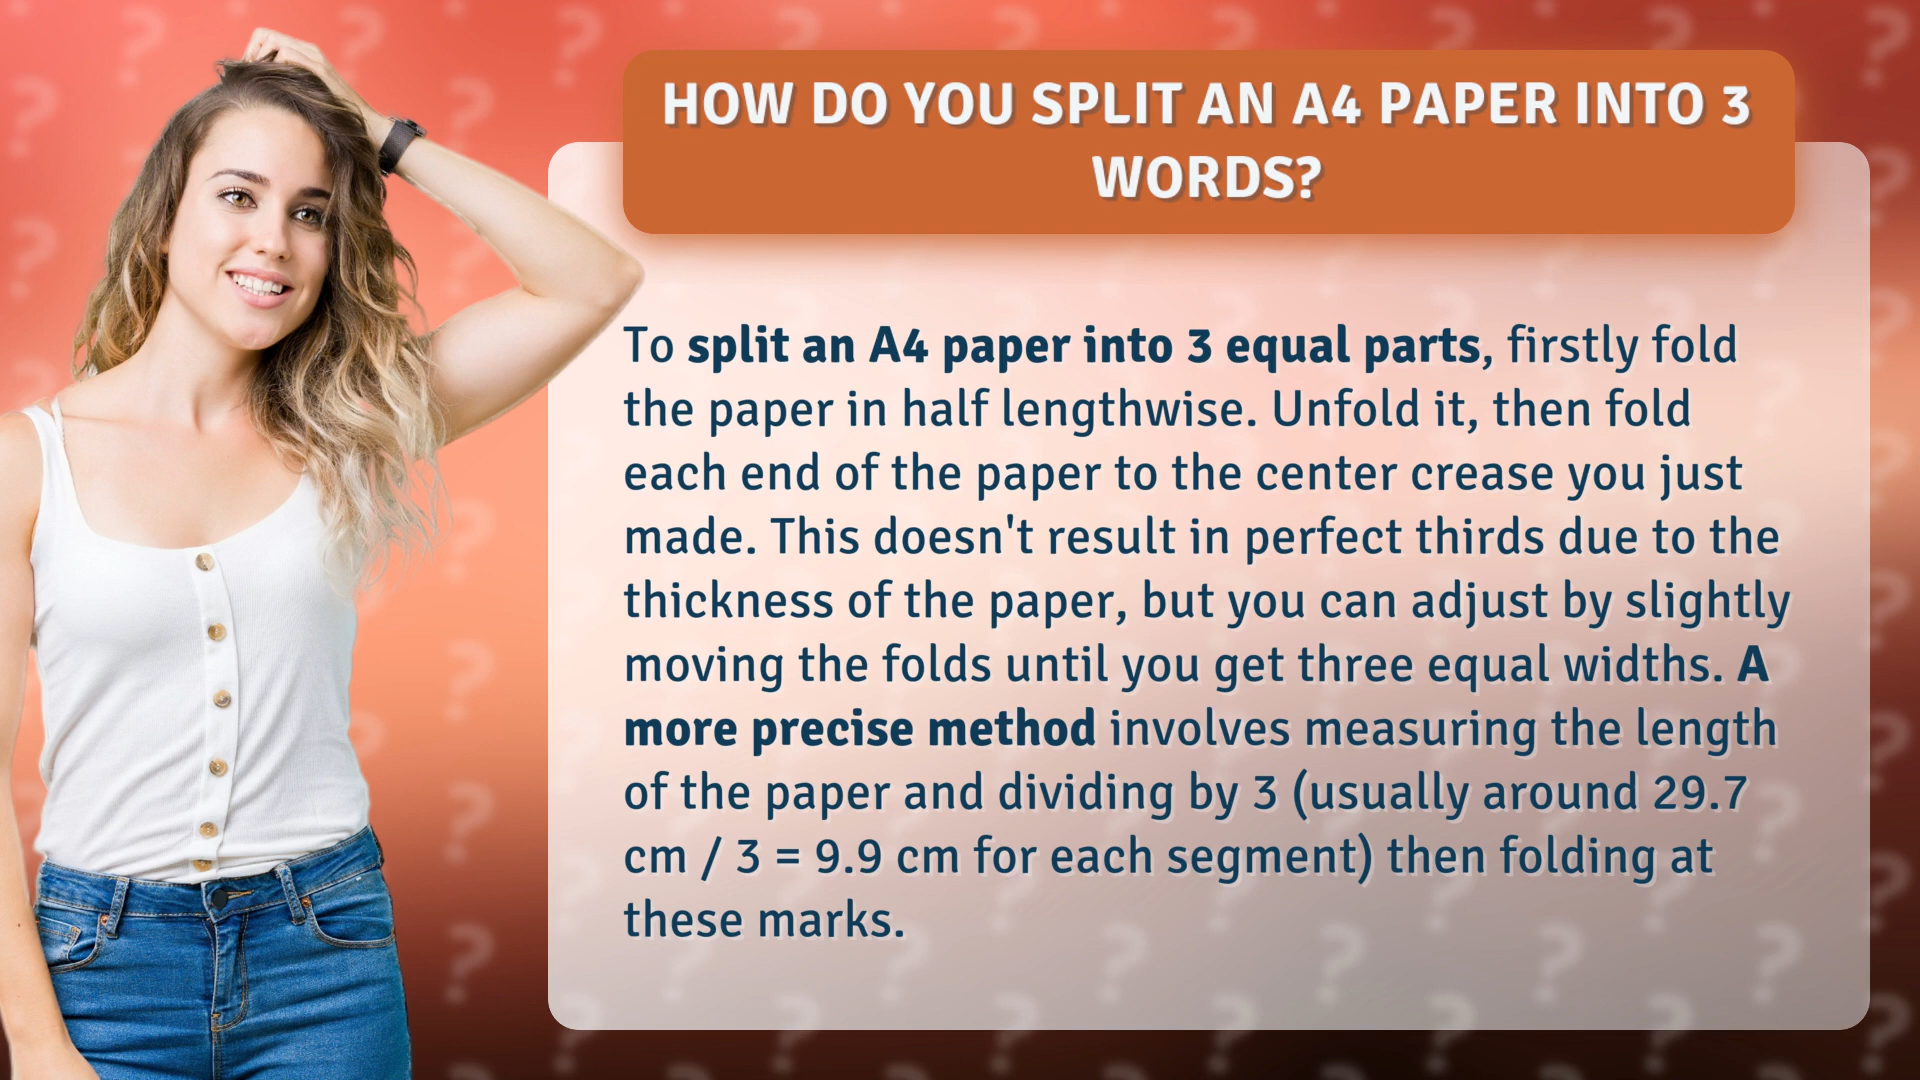 HOW DO YOU SPLIT AN A4 PAPER INTO 3
WORDS?
To split an A4 paper into 3 equal parts, firstly fold
the paper in half lengthwise. Unfold it, then fold
each end of the paper to the center crease you just
made. This doesn't result in perfect thirds due to the
thickness of the paper, but you can adjust by slightly
moving the folds until you get three equal widths. A
more precise method involves measuring the length
of the paper and dividing by 3 (usually around 29.7
cm / 3 = 9.9 cm for each segment) then folding at
these marks.